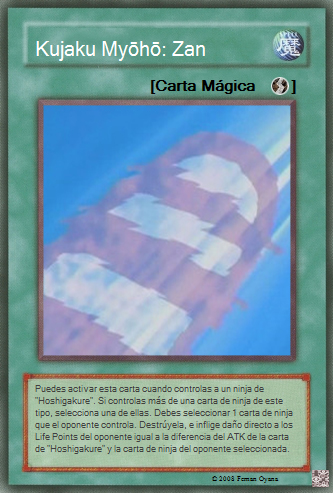 Kujaku Myōhō: Zan
魔
[Carta Mágica ]
Puedes activar esta carta cuando controlas a un ninja de
"Hoshigakure". Si controlas más de una carta de ninja de este
tipo, selecciona una de ellas. Debes seleccionar 1 carta de ninja
que el oponente controla. Destrúyela, e inflige daño directo a los
Life Points del oponente igual a la diferencia del ATK de la carta
de "Hoshigakure" y la carta de ninja del oponente seleccionada.
© 2008 Ferran Oyana